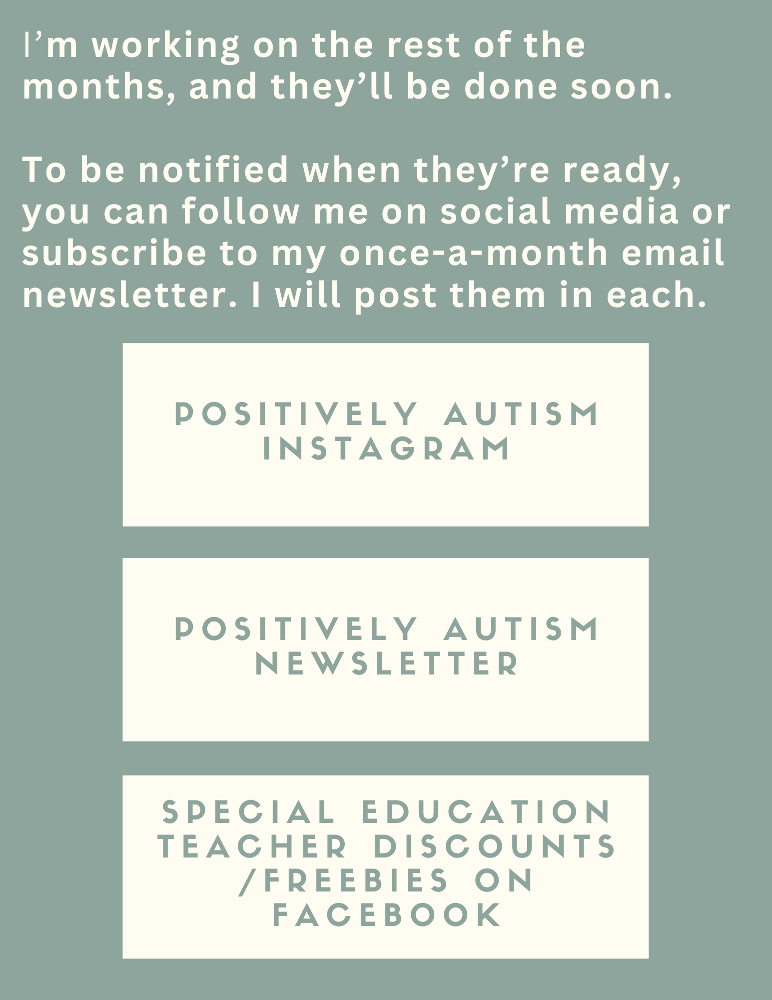 I’m working on the rest of the
months, and they’ll be done soon.
To be notified when they’re ready,
you can follow me on social media or
subscribe to my once-a-month email
newsletter. I will post them in each.
POSITIVELY AUTISM
INSTAGRAM
POSITIVELY AUTISM
NEWSLETTER
SPECIAL EDUCATION
TEACHER DISCOUNTS
/FREEBIES ON
FACEBOOK